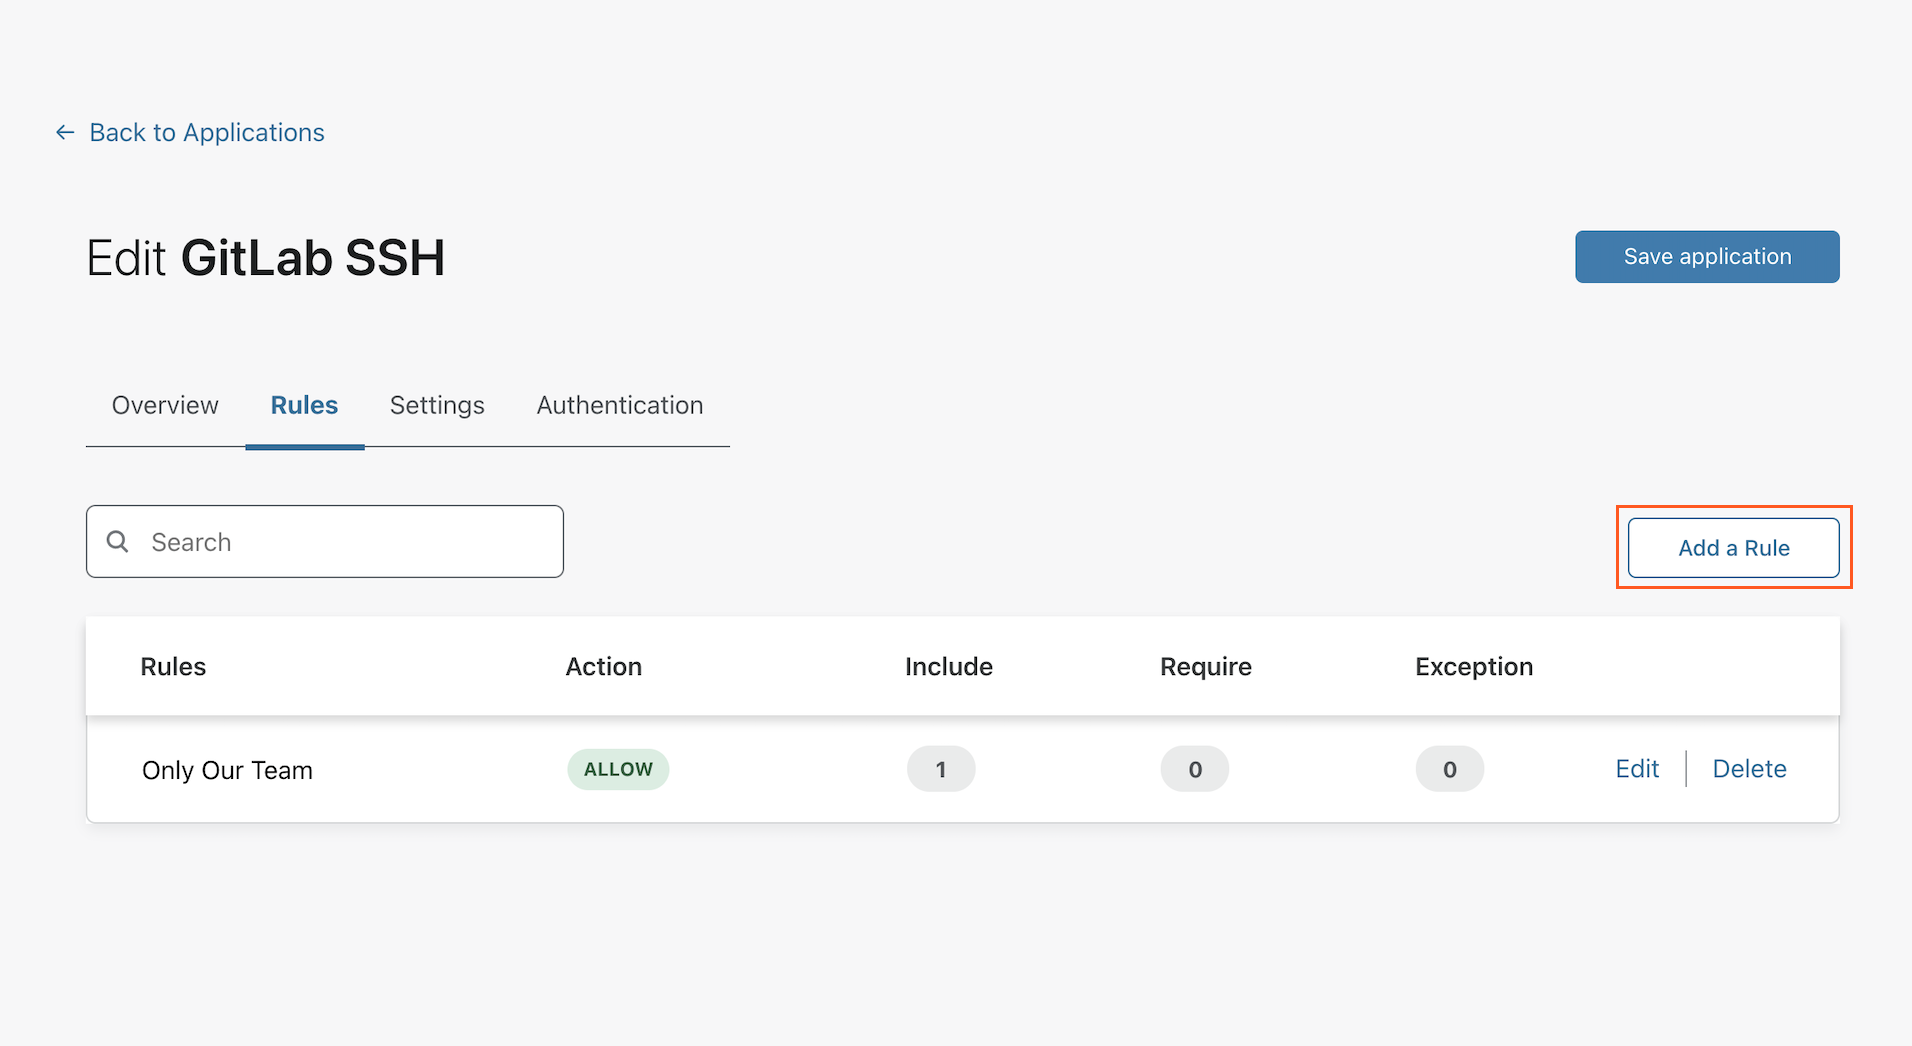 ← Back to Applications
Edit GitLab SSH
Save application
Overview Rules Settings Authentication
Search
Add a Rule
Rules Action Include Require Exception
Only Our Team ALLOW 1 0 0 Edit Delete